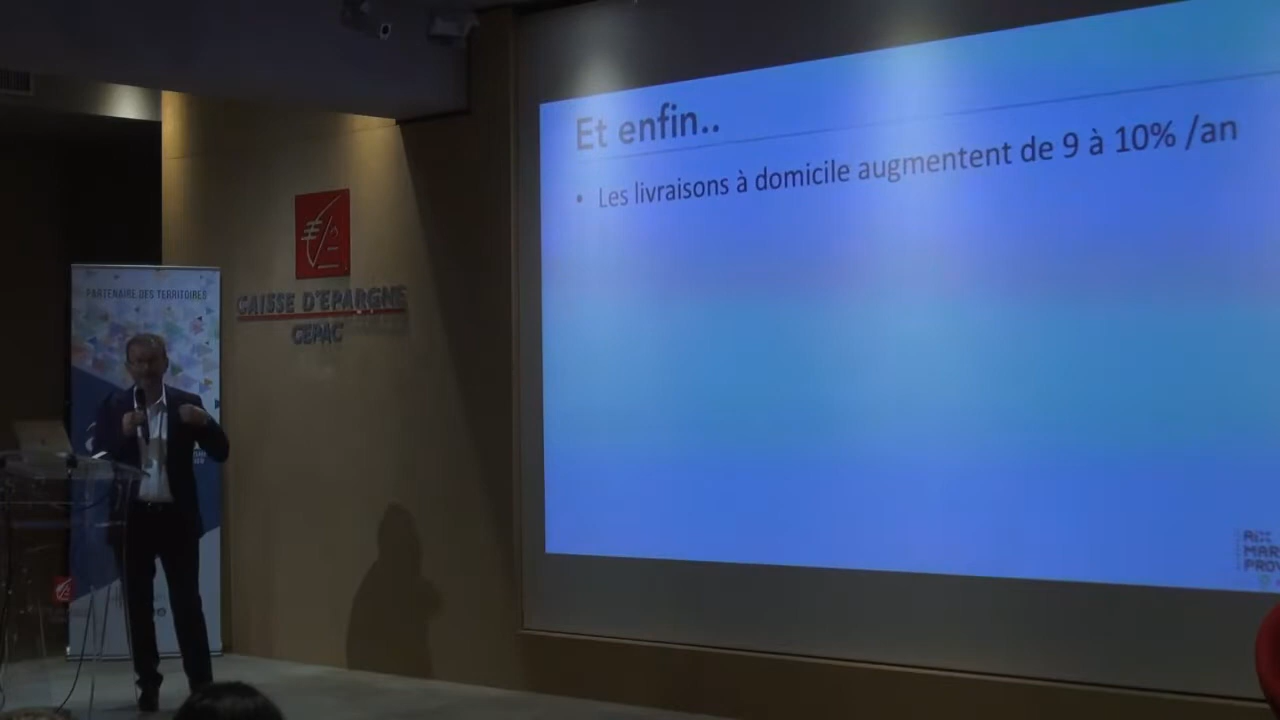 Et enfin..
• Les livraisons à domicile augmentent de 9 à 10% /an
PARTENAIRE DES TERRITOIRES
CAISSE D'EPARGNE
CEPAC